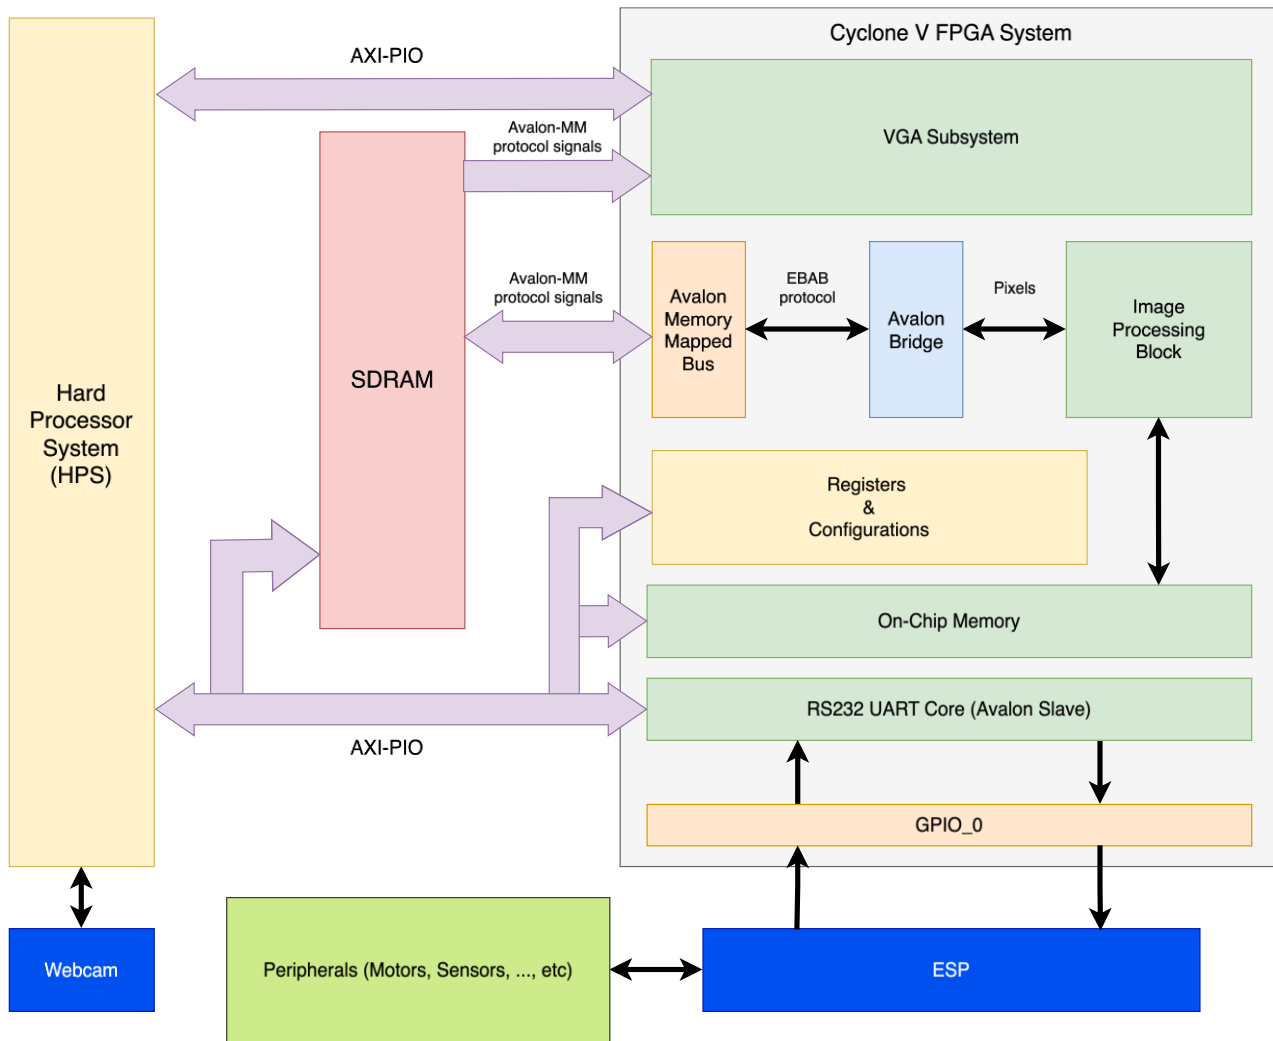 Cyclone V FPGA System
AXI-PIO
VGA Subsystem
Avalon-MM
protocol signals
Avalon-MM
protocol signals
SDRAM
Avalon
Memory
Mapped
Bus
EBAB
protocol
Avalon
Bridge
Pixels
Image
Processing
Block
Hard
Processor
System
(HPS)
Registers
&
Configurations
On-Chip Memory
RS232 UART Core (Avalon Slave)
AXI-PIO
GPIO_0
Webcam
Peripherals (Motors, Sensors, ..., etc)
ESP